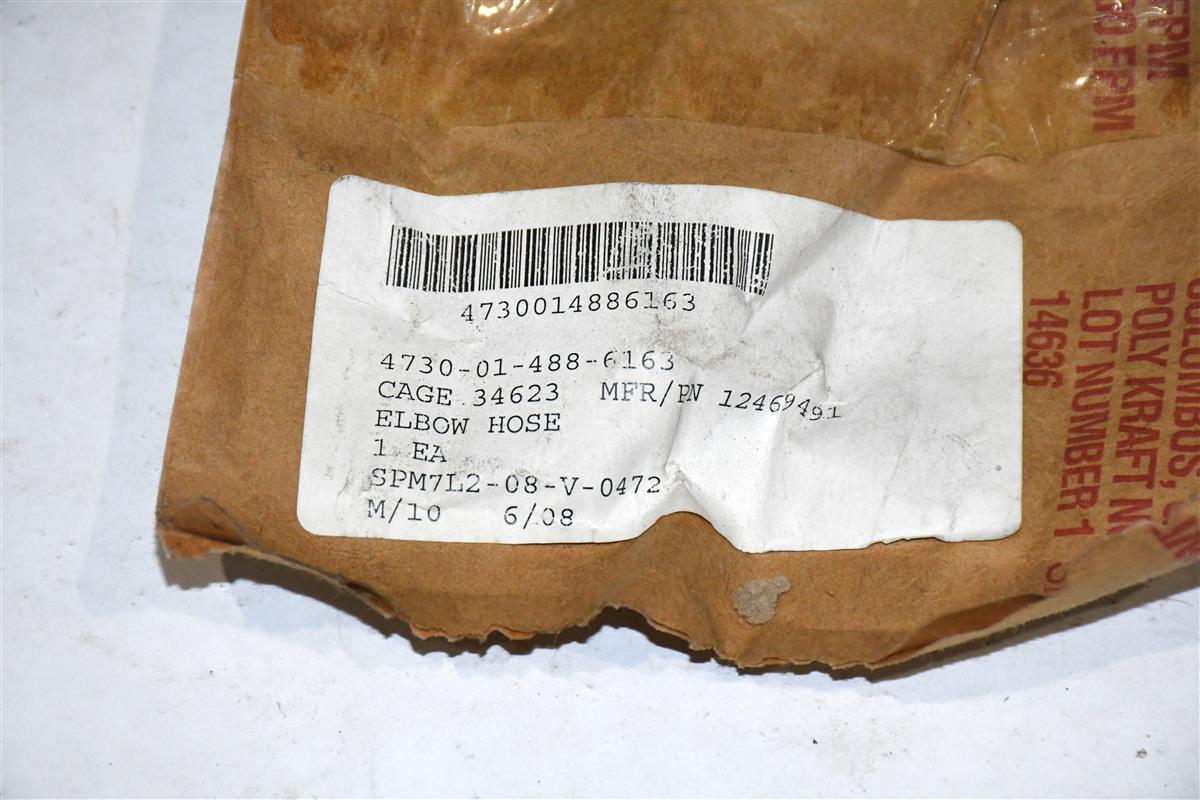 4730014886163
4730-01-488-6163
CAGE 34623 MFR/PN 12469491
ELBOW HOSE
1 EA
SPM7L2-08-V-0472
M/10 6/08
COLUMBUS,
POLY KRAFT
LOT NUMBER 1
14636